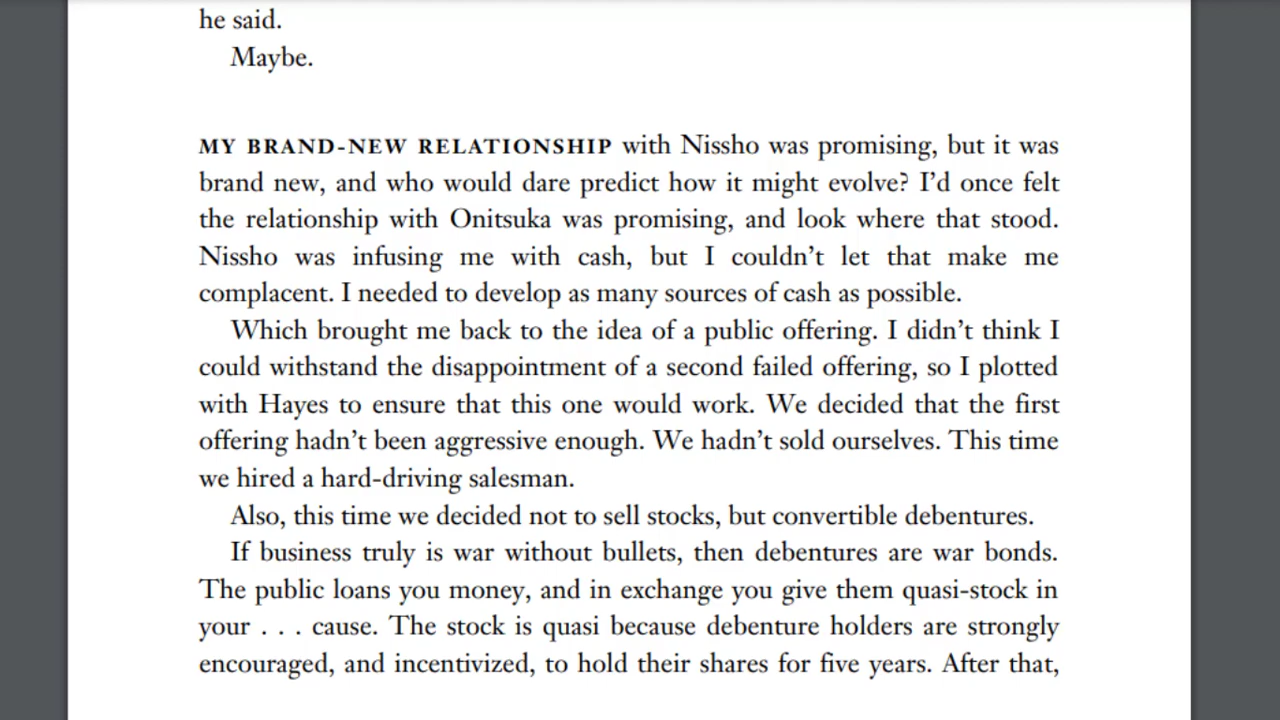 he said.
Maybe.
MY BRAND-NEW RELATIONSHIP with Nissho was promising, but it was
brand new, and who would dare predict how it might evolve? I’d once felt
the relationship with Onitsuka was promising, and look where that stood.
Nissho was infusing me with cash, but I couldn’t let that make me
complacent. I needed to develop as many sources of cash as possible.
Which brought me back to the idea of a public offering. I didn’t think I
could withstand the disappointment of a second failed offering, so I plotted
with Hayes to ensure that this one would work. We decided that the first
offering hadn’t been aggressive enough. We hadn’t sold ourselves. This time
we hired a hard-driving salesman.
Also, this time we decided not to sell stocks, but convertible debentures.
If business truly is war without bullets, then debentures are war bonds.
The public loans you money, and in exchange you give them quasi-stock in
your . . . cause. The stock is quasi because debenture holders are strongly
encouraged, and incentivized, to hold their shares for five years. After that,